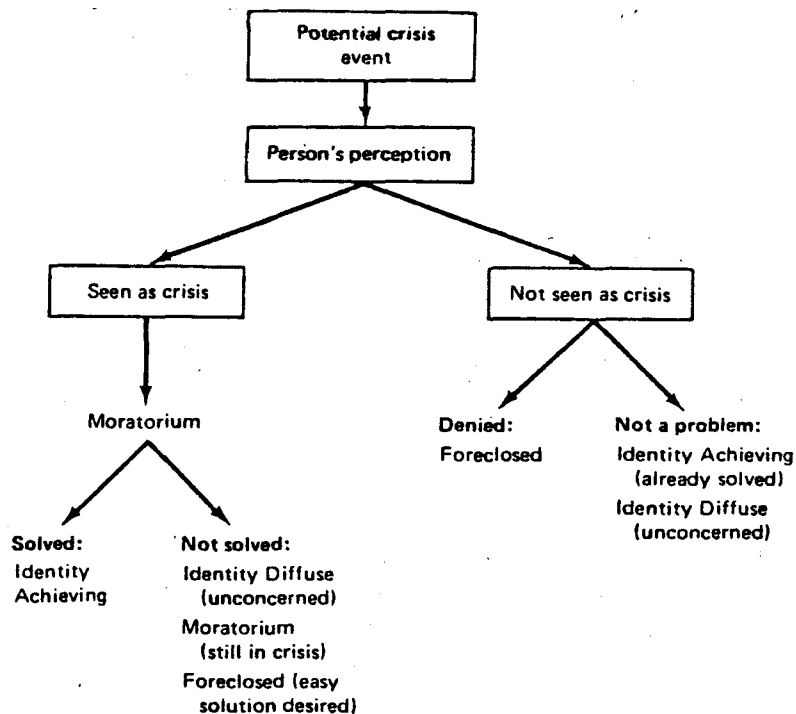 Potential crisis
event
Person's perception
Seen as crisis
Not seen as crisis
Moratorium
Denied:
Foreclosed
Not a problem:
Identity Achieving
(already solved)
Identity Diffuse
(unconcerned)
Solved:
Identity
Achieving
Not solved:
Identity Diffuse
(unconcerned)
Moratorium
(still in crisis)
Foreclosed (easy
solution desired)